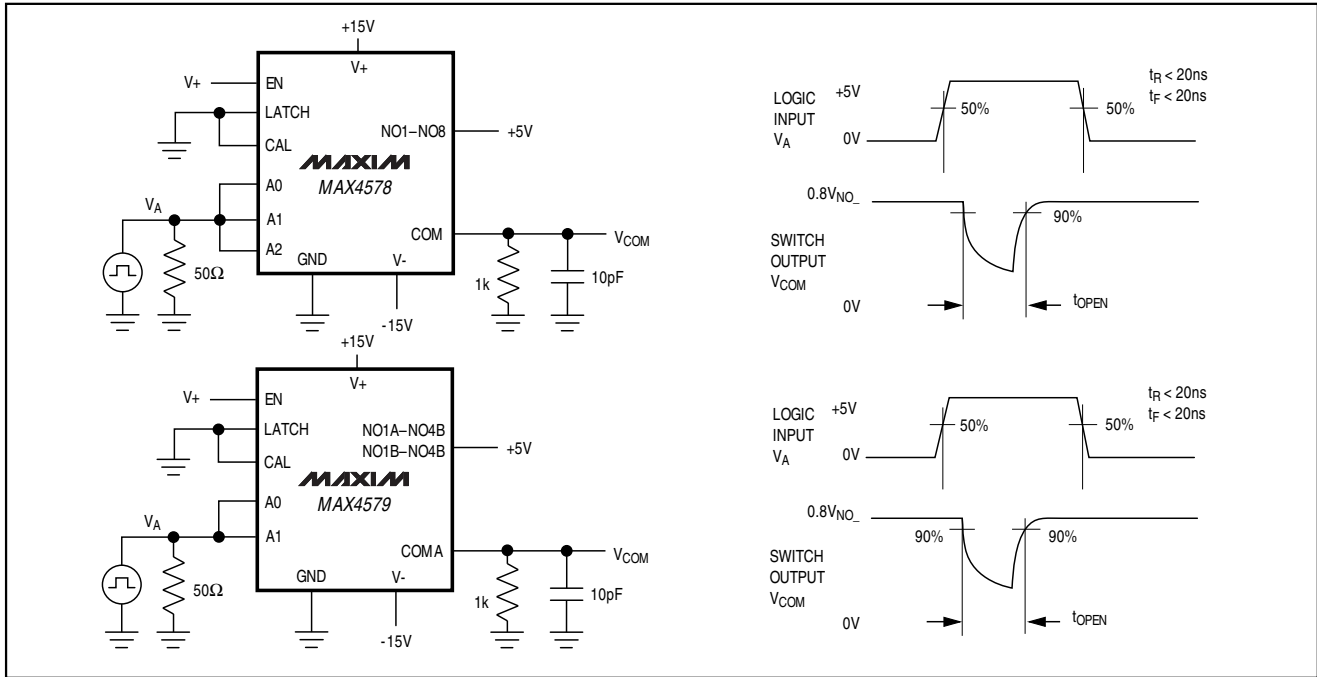 +15V
V+
V+ EN
LATCH
CAL
NO1–NO8 +5V
MAXIM
MAX4578
A0
VA
A1
A2
COM VCOM
GND V-
50Ω
1k
10pF
-15V
LOGIC INPUT VA
+5V
0V
50%
50%
tR < 20ns
tF < 20ns
0.8VNO_
90%
SWITCH OUTPUT VCOM
0V
tOPEN
+15V
V+
V+ EN
LATCH
CAL
NO1A–NO4B
NO1B–NO4B
+5V
MAXIM
MAX4579
A0
VA
A1
COMA VCOM
GND V-
50Ω
1k
10pF
-15V
LOGIC INPUT VA
+5V
0V
50%
50%
tR < 20ns
tF < 20ns
0.8VNO_
90%
90%
SWITCH OUTPUT VCOM
0V
tOPEN